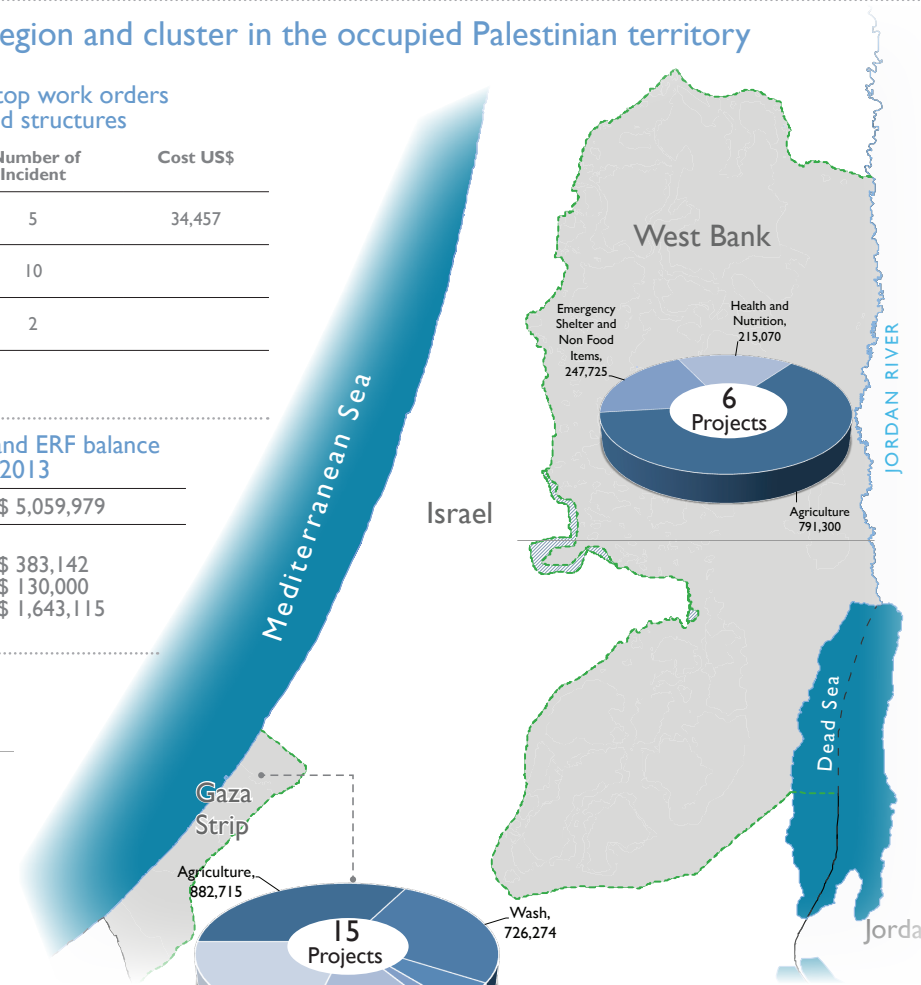 egion and cluster in the occupied Palestinian territory
top work orders
d structures
Number of
Incident
Cost US$
5
34,457
10
2
and ERF balance
2013
$ 5,059,979
$ 383,142
$ 130,000
$ 1,643,115
Mediterranean Sea
Israel
West Bank
Emergency
Shelter and
Non Food
Items,
247,725
Health and
Nutrition,
215,070
6
Projects
Agriculture
791,300
JORDAN RIVER
Dead Sea
Gaza
Strip
Agriculture,
882,715
15
Projects
Wash,
726,274
Jorda